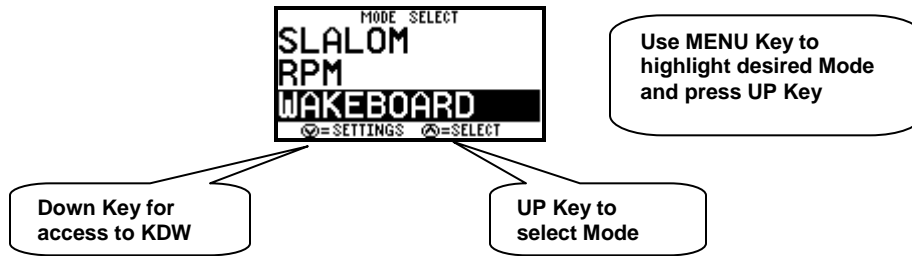 MODE SELECT
SLALOM
RPM
WAKEBOARD
=SETTINGS =SELECT
Use MENU Key to
highlight desired Mode
and press UP Key
Down Key for
access to KDW
UP Key to
select Mode